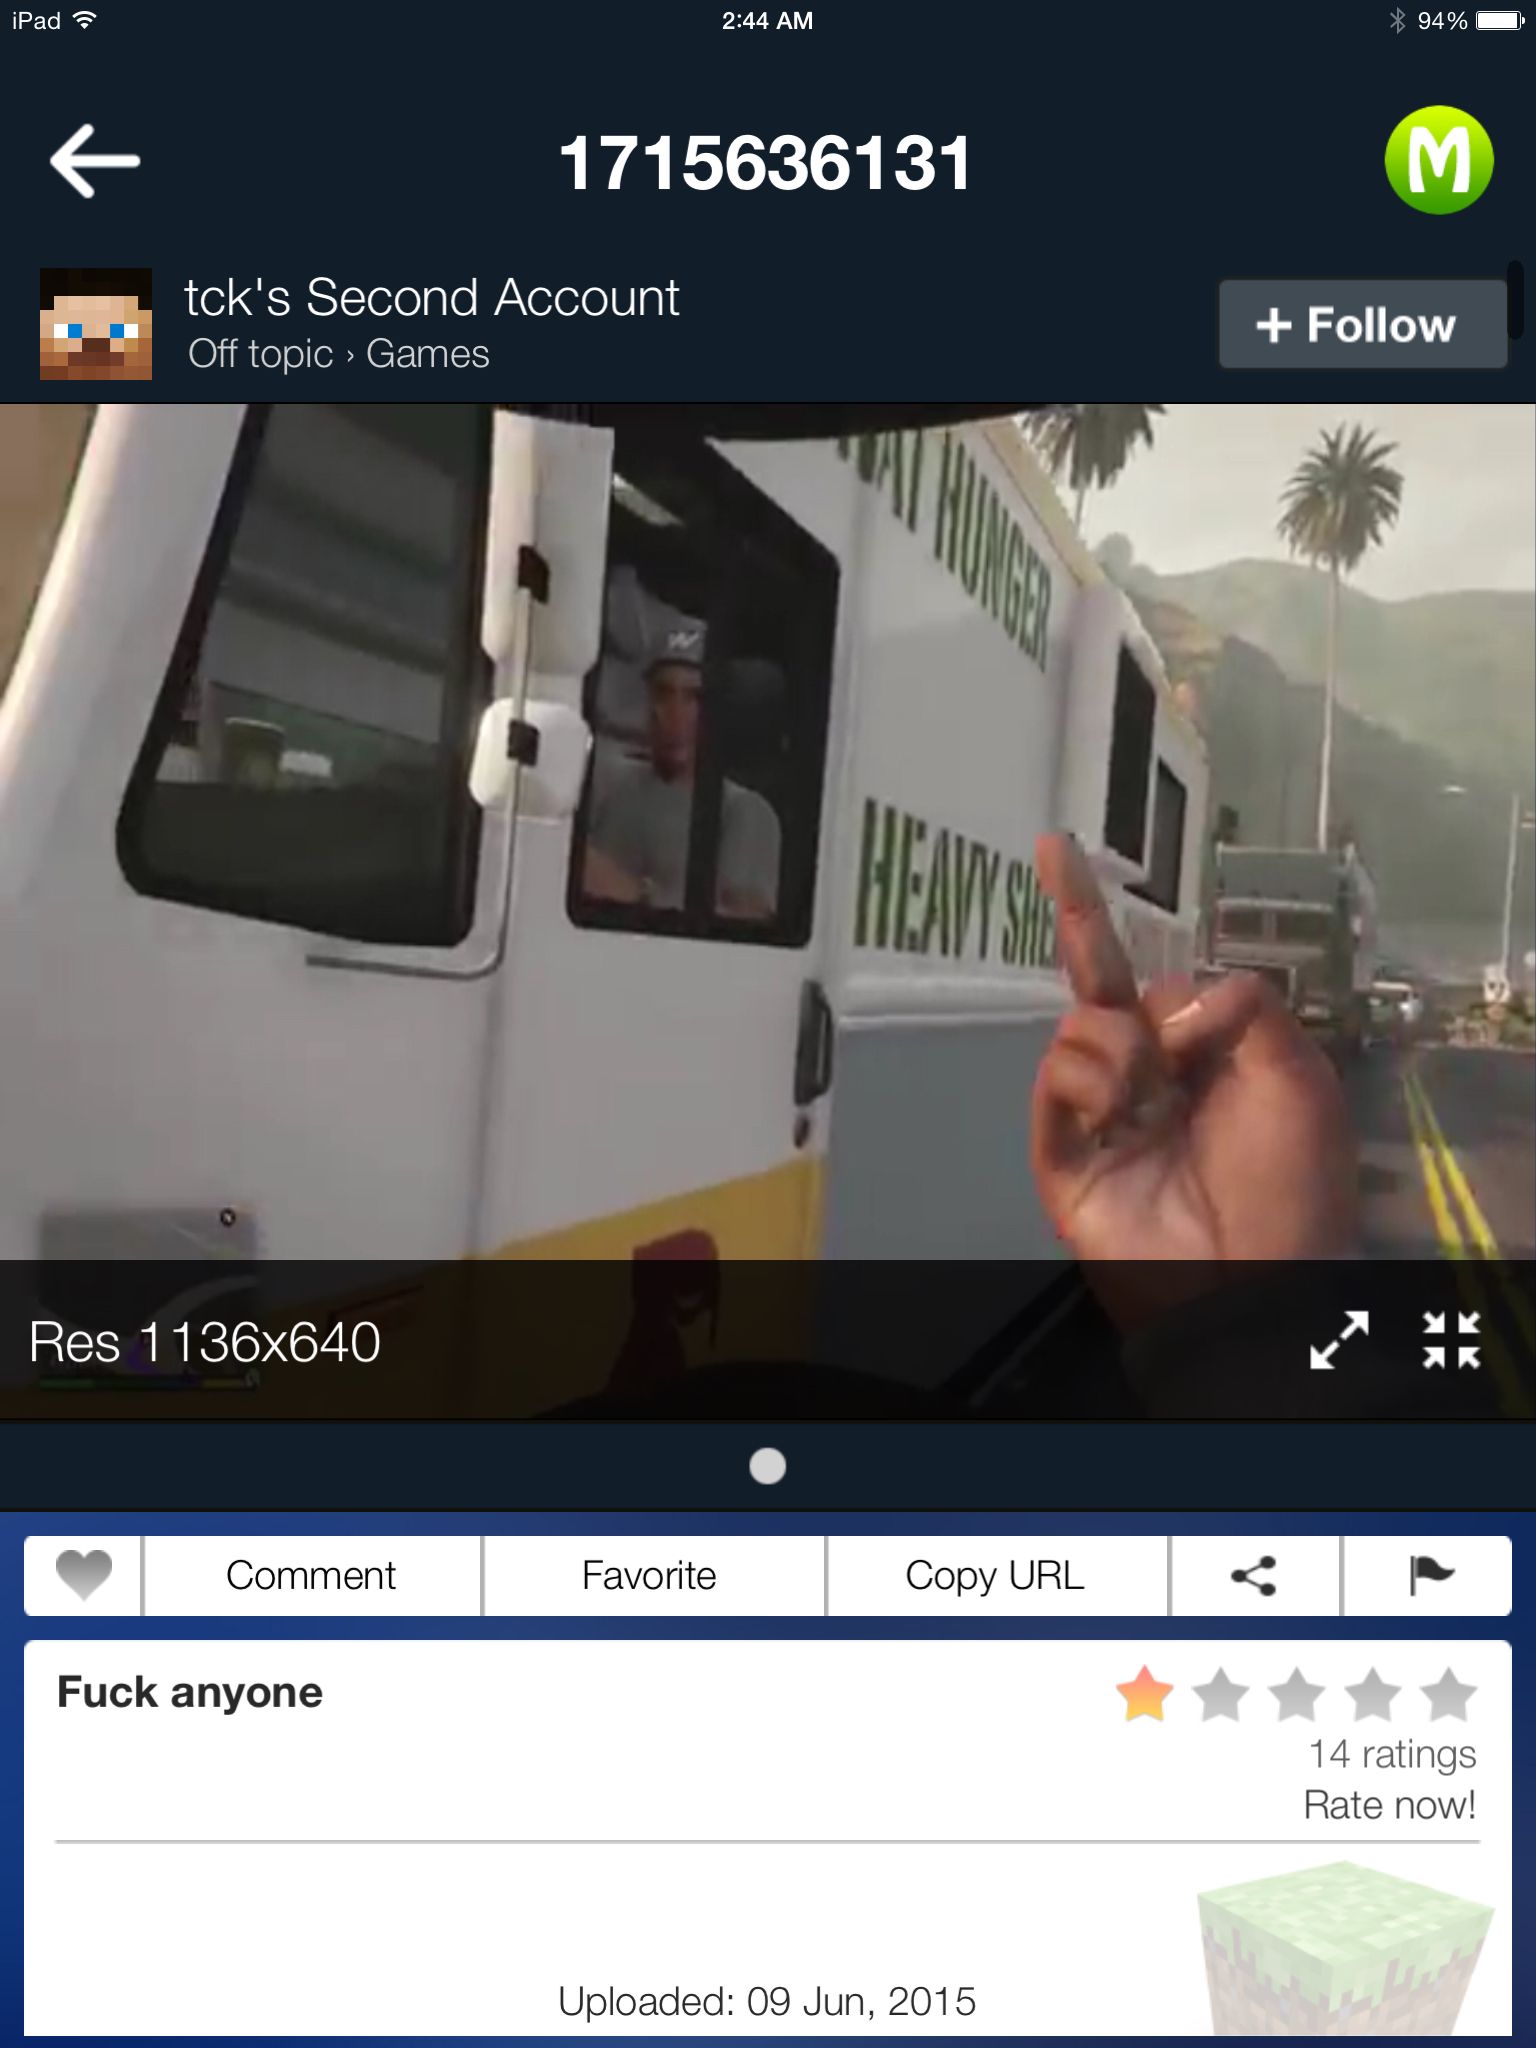 iPad
2:44 AM
94%
1715636131
M
tck's Second Account
Off topic › Games
+ Follow
HUNGER
HEAVY
Res 1136x640
Comment
Favorite
Copy URL
Fuck anyone
14 ratings
Rate now!
Uploaded: 09 Jun, 2015